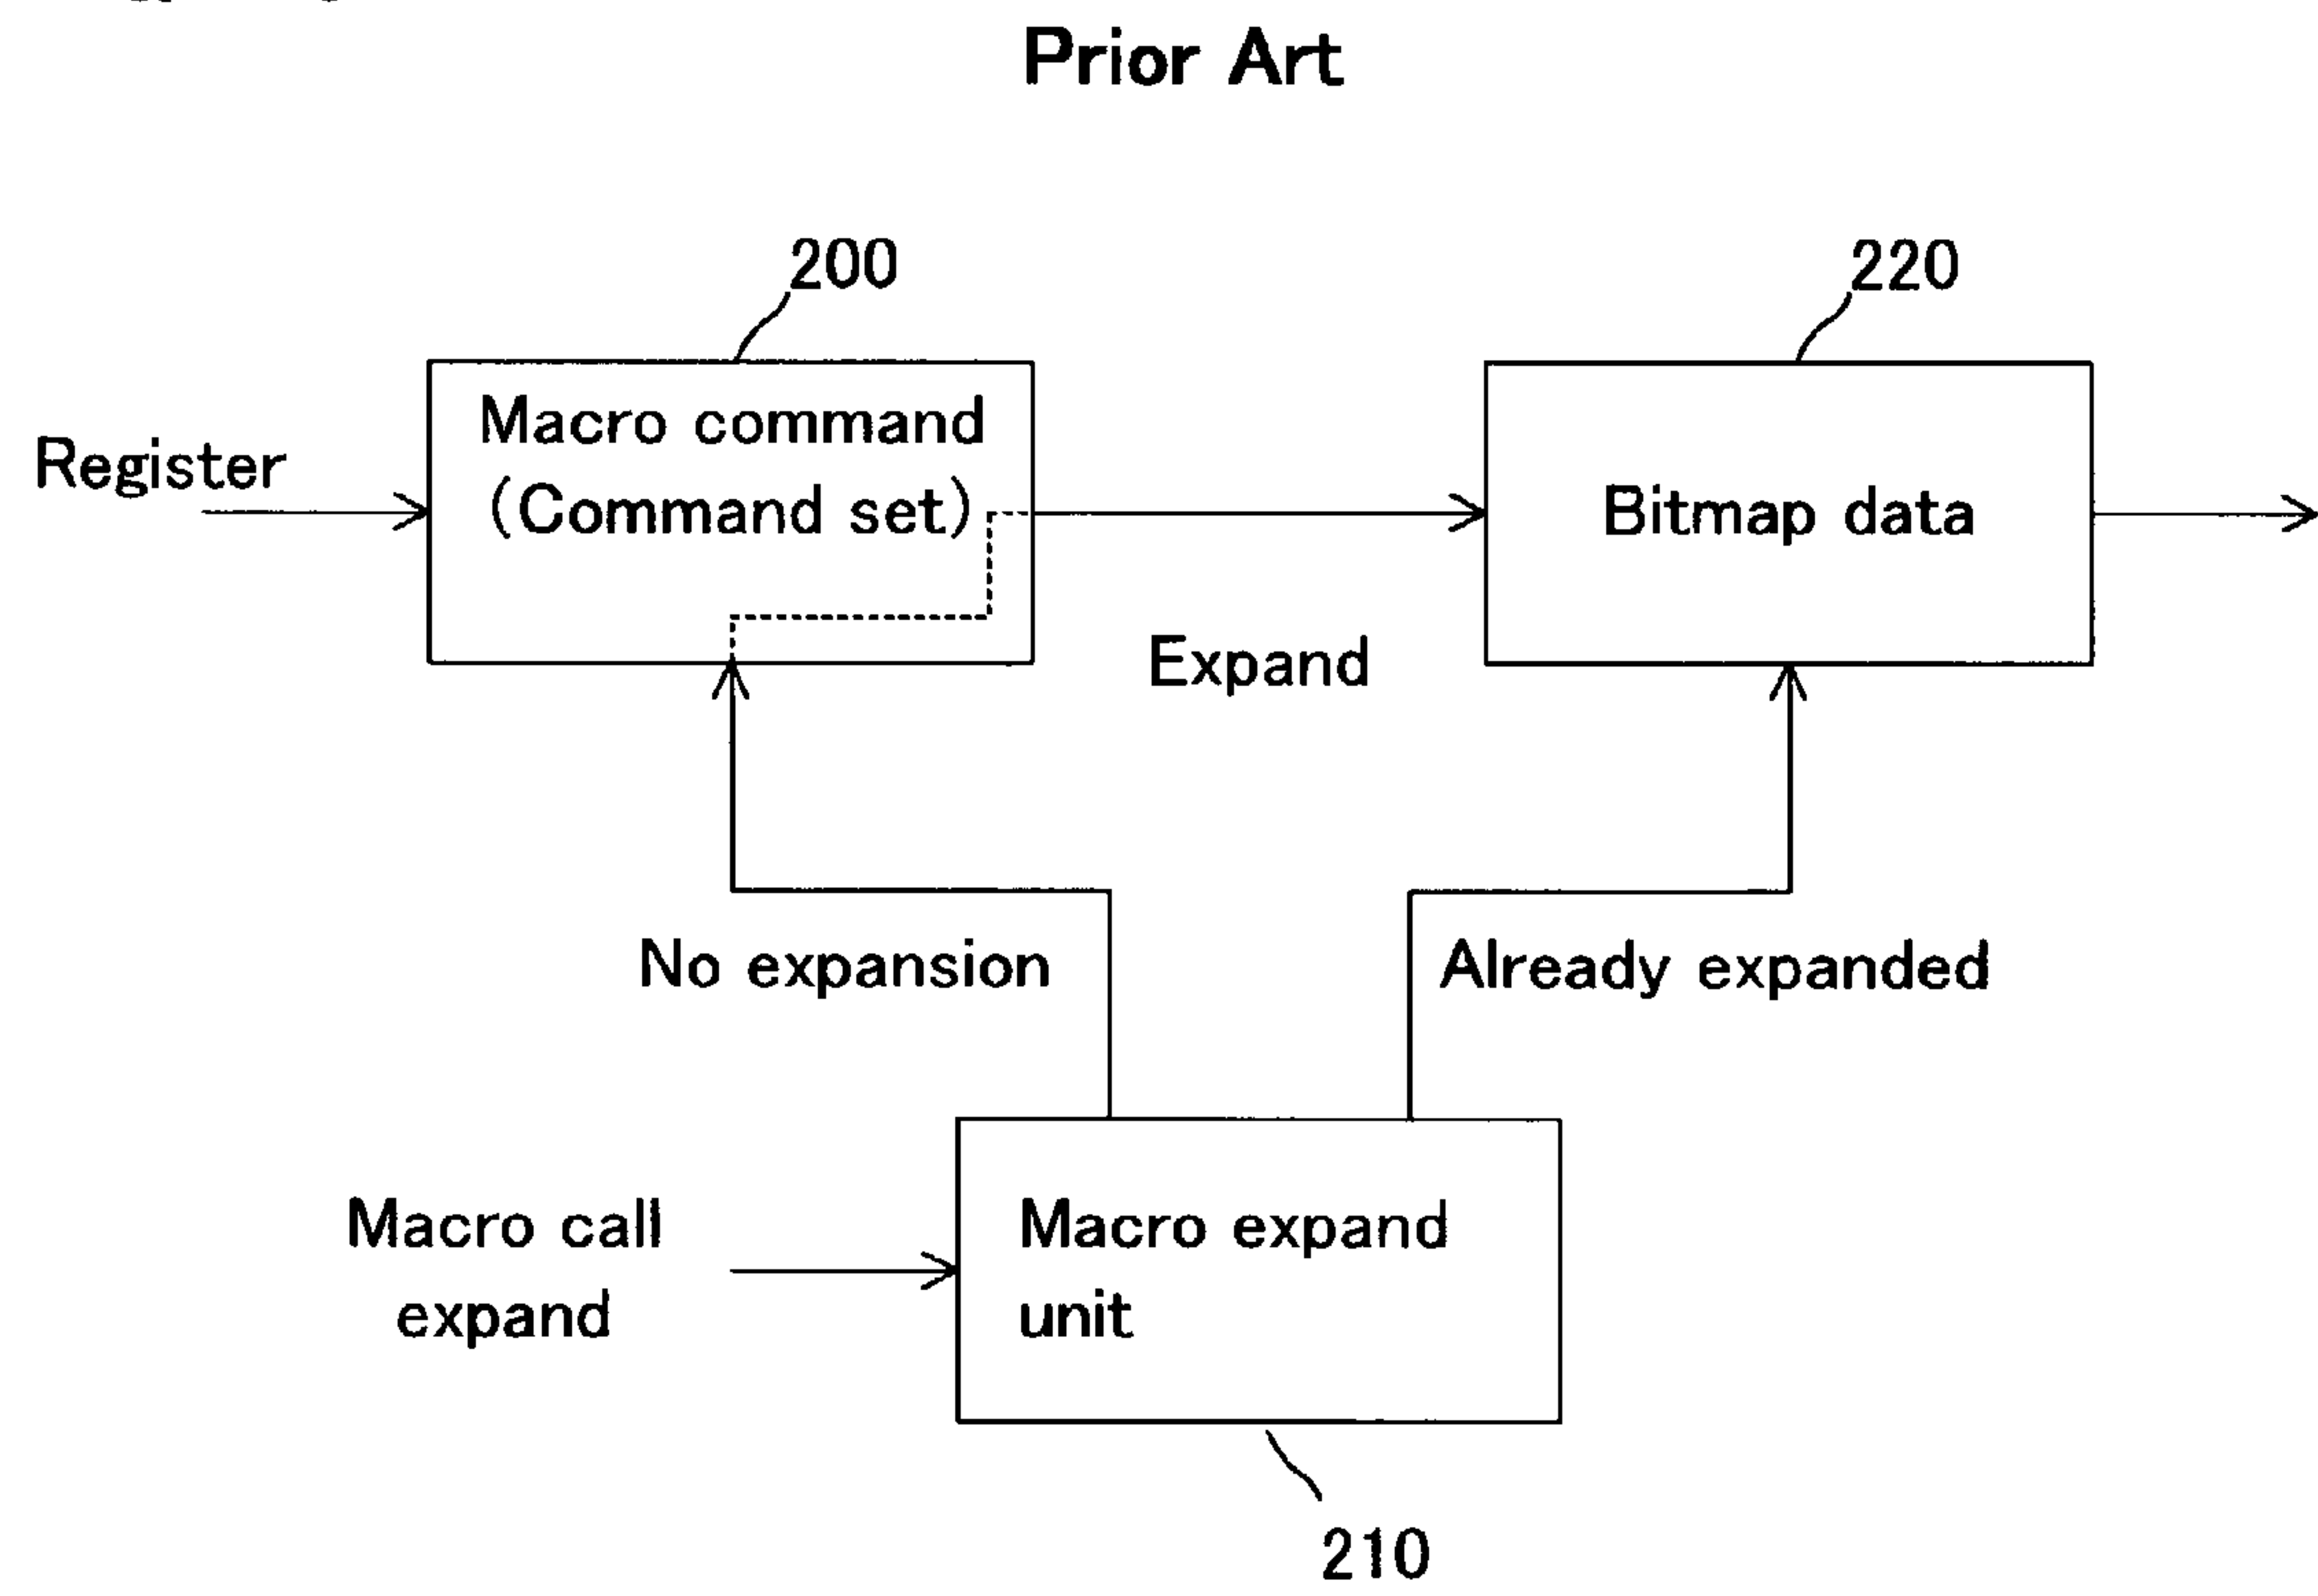 Prior Art
200
220
Register
Macro command
(Command set)
Bitmap data
Expand
No expansion
Already expanded
Macro call
expand
Macro expand
unit
210